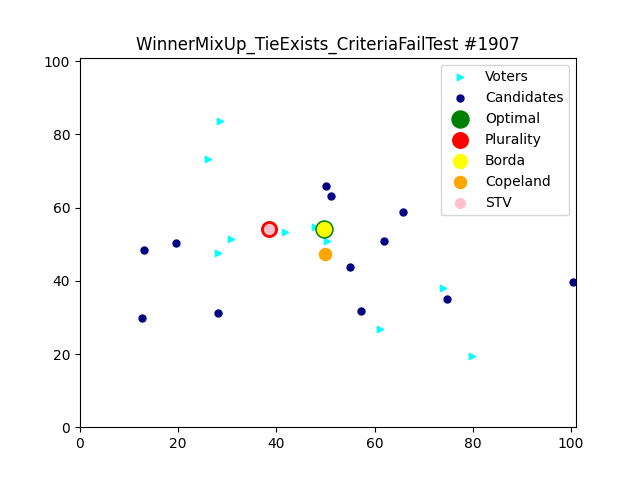 WinnerMixUp_TieExists_CriteriaFailTest #1907
100
80
60
40
20
0
0 20 40 60 80 100
Voters
Candidates
Optimal
Plurality
Borda
Copeland
STV